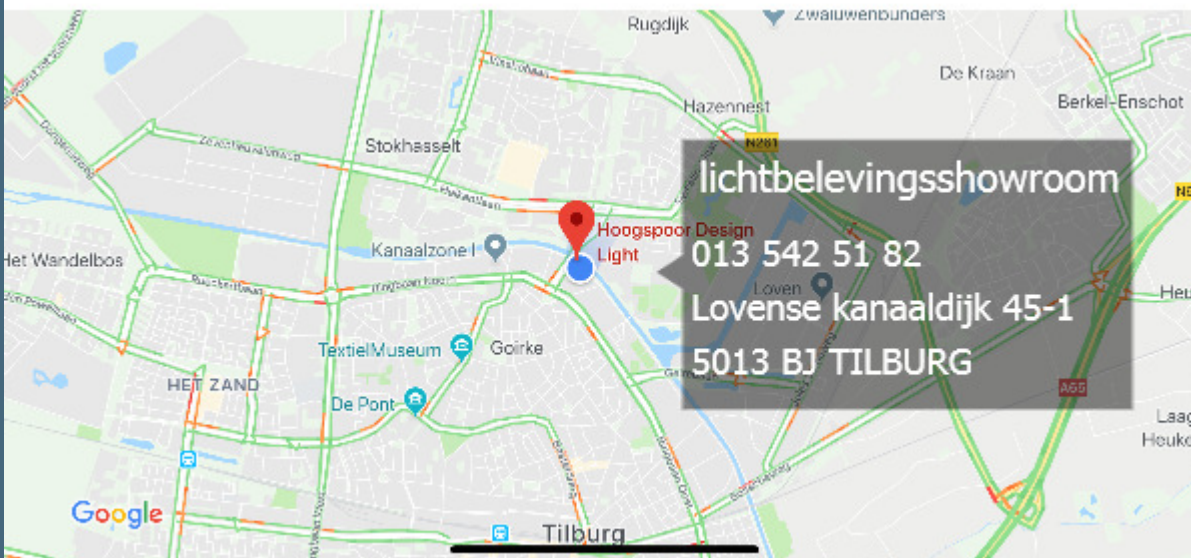 Zwaluwenbunders
Rugdijk
De Kraan
Berkel-Enschot
Hazennest
Stokhasselt
N261
lichtbelevingsshowroom
Hoogspoor Design
Light
Kanaalzone I
013 542 51 82
Het Wandelbos
Loven
Lovense kanaaldijk 45-1
TextielMuseum
Goirke
5013 BJ TILBURG
HET ZAND
De Pont
A65
Google
Tilburg